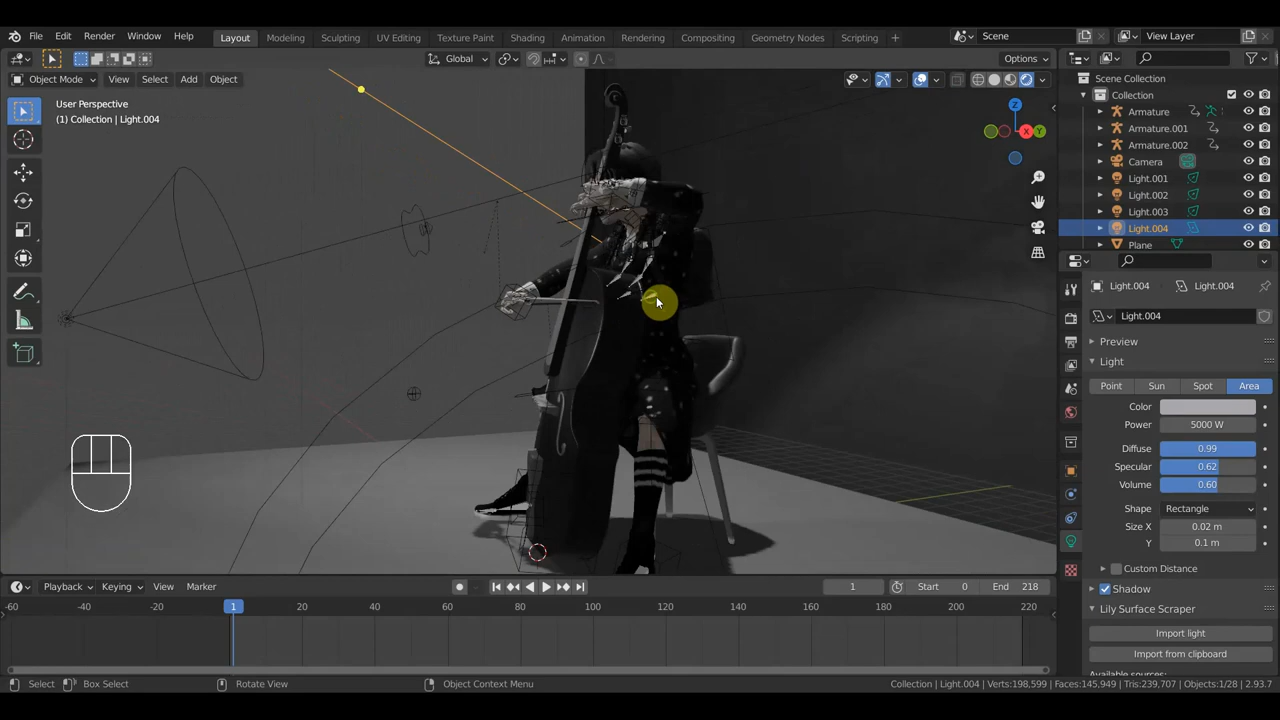 File Edit Render Window Help Layout Modeling Sculpting UV Editing Texture Paint Shading Animation Rendering Compositing Geometry Nodes Scripting + Scene View Layer
Global Options
Object Mode View Select Add Object
User Perspective
(1) Collection | Light.004
Z
X
Y
Scene Collection
Collection
Armature
Armature.001
Armature.002
Camera
Light.001
Light.002
Light.003
Light.004
Plane
Light.004 Light.004
Light.004
Preview
Light
Point Sun Spot Area
Color
Power 5000 W
Diffuse 0.99
Specular 0.62
Volume 0.60
Shape Rectangle
Size X 0.02 m
Y 0.1 m
Custom Distance
Shadow
Lily Surface Scraper
Import light
Import from clipboard
Playback Keying View Marker 1 Start 0 End 218
-60 -40 -20 1 20 40 60 80 100 120 140 160 180 200 220
Select Box Select Rotate View Object Context Menu Collection | Light.004 | Verts:198,599 | Faces:145,949 | Tris:239,707 | Objects:1/28 | 2.93.7